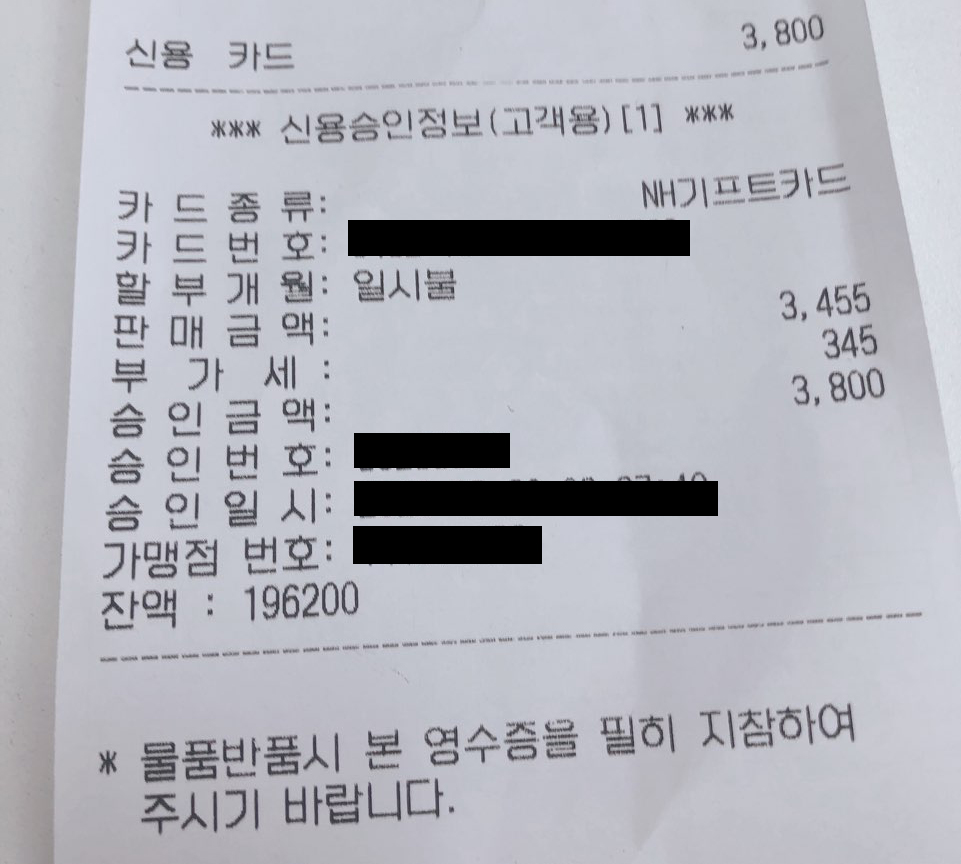 신용 카드 3,800
*** 신용승인정보(고객용)[1] ***
카 드 종 류: NH기프트카드
카 드 번 호:
할 부 개 월: 일시불
판 매 금 액: 3,455
부 가 세 : 345
승 인 금 액: 3,800
승 인 번 호:
승 인 일 시:
가맹점 번호:
잔액 : 196200
* 물품반품시 본 영수증을 필히 지참하여
주시기 바랍니다.